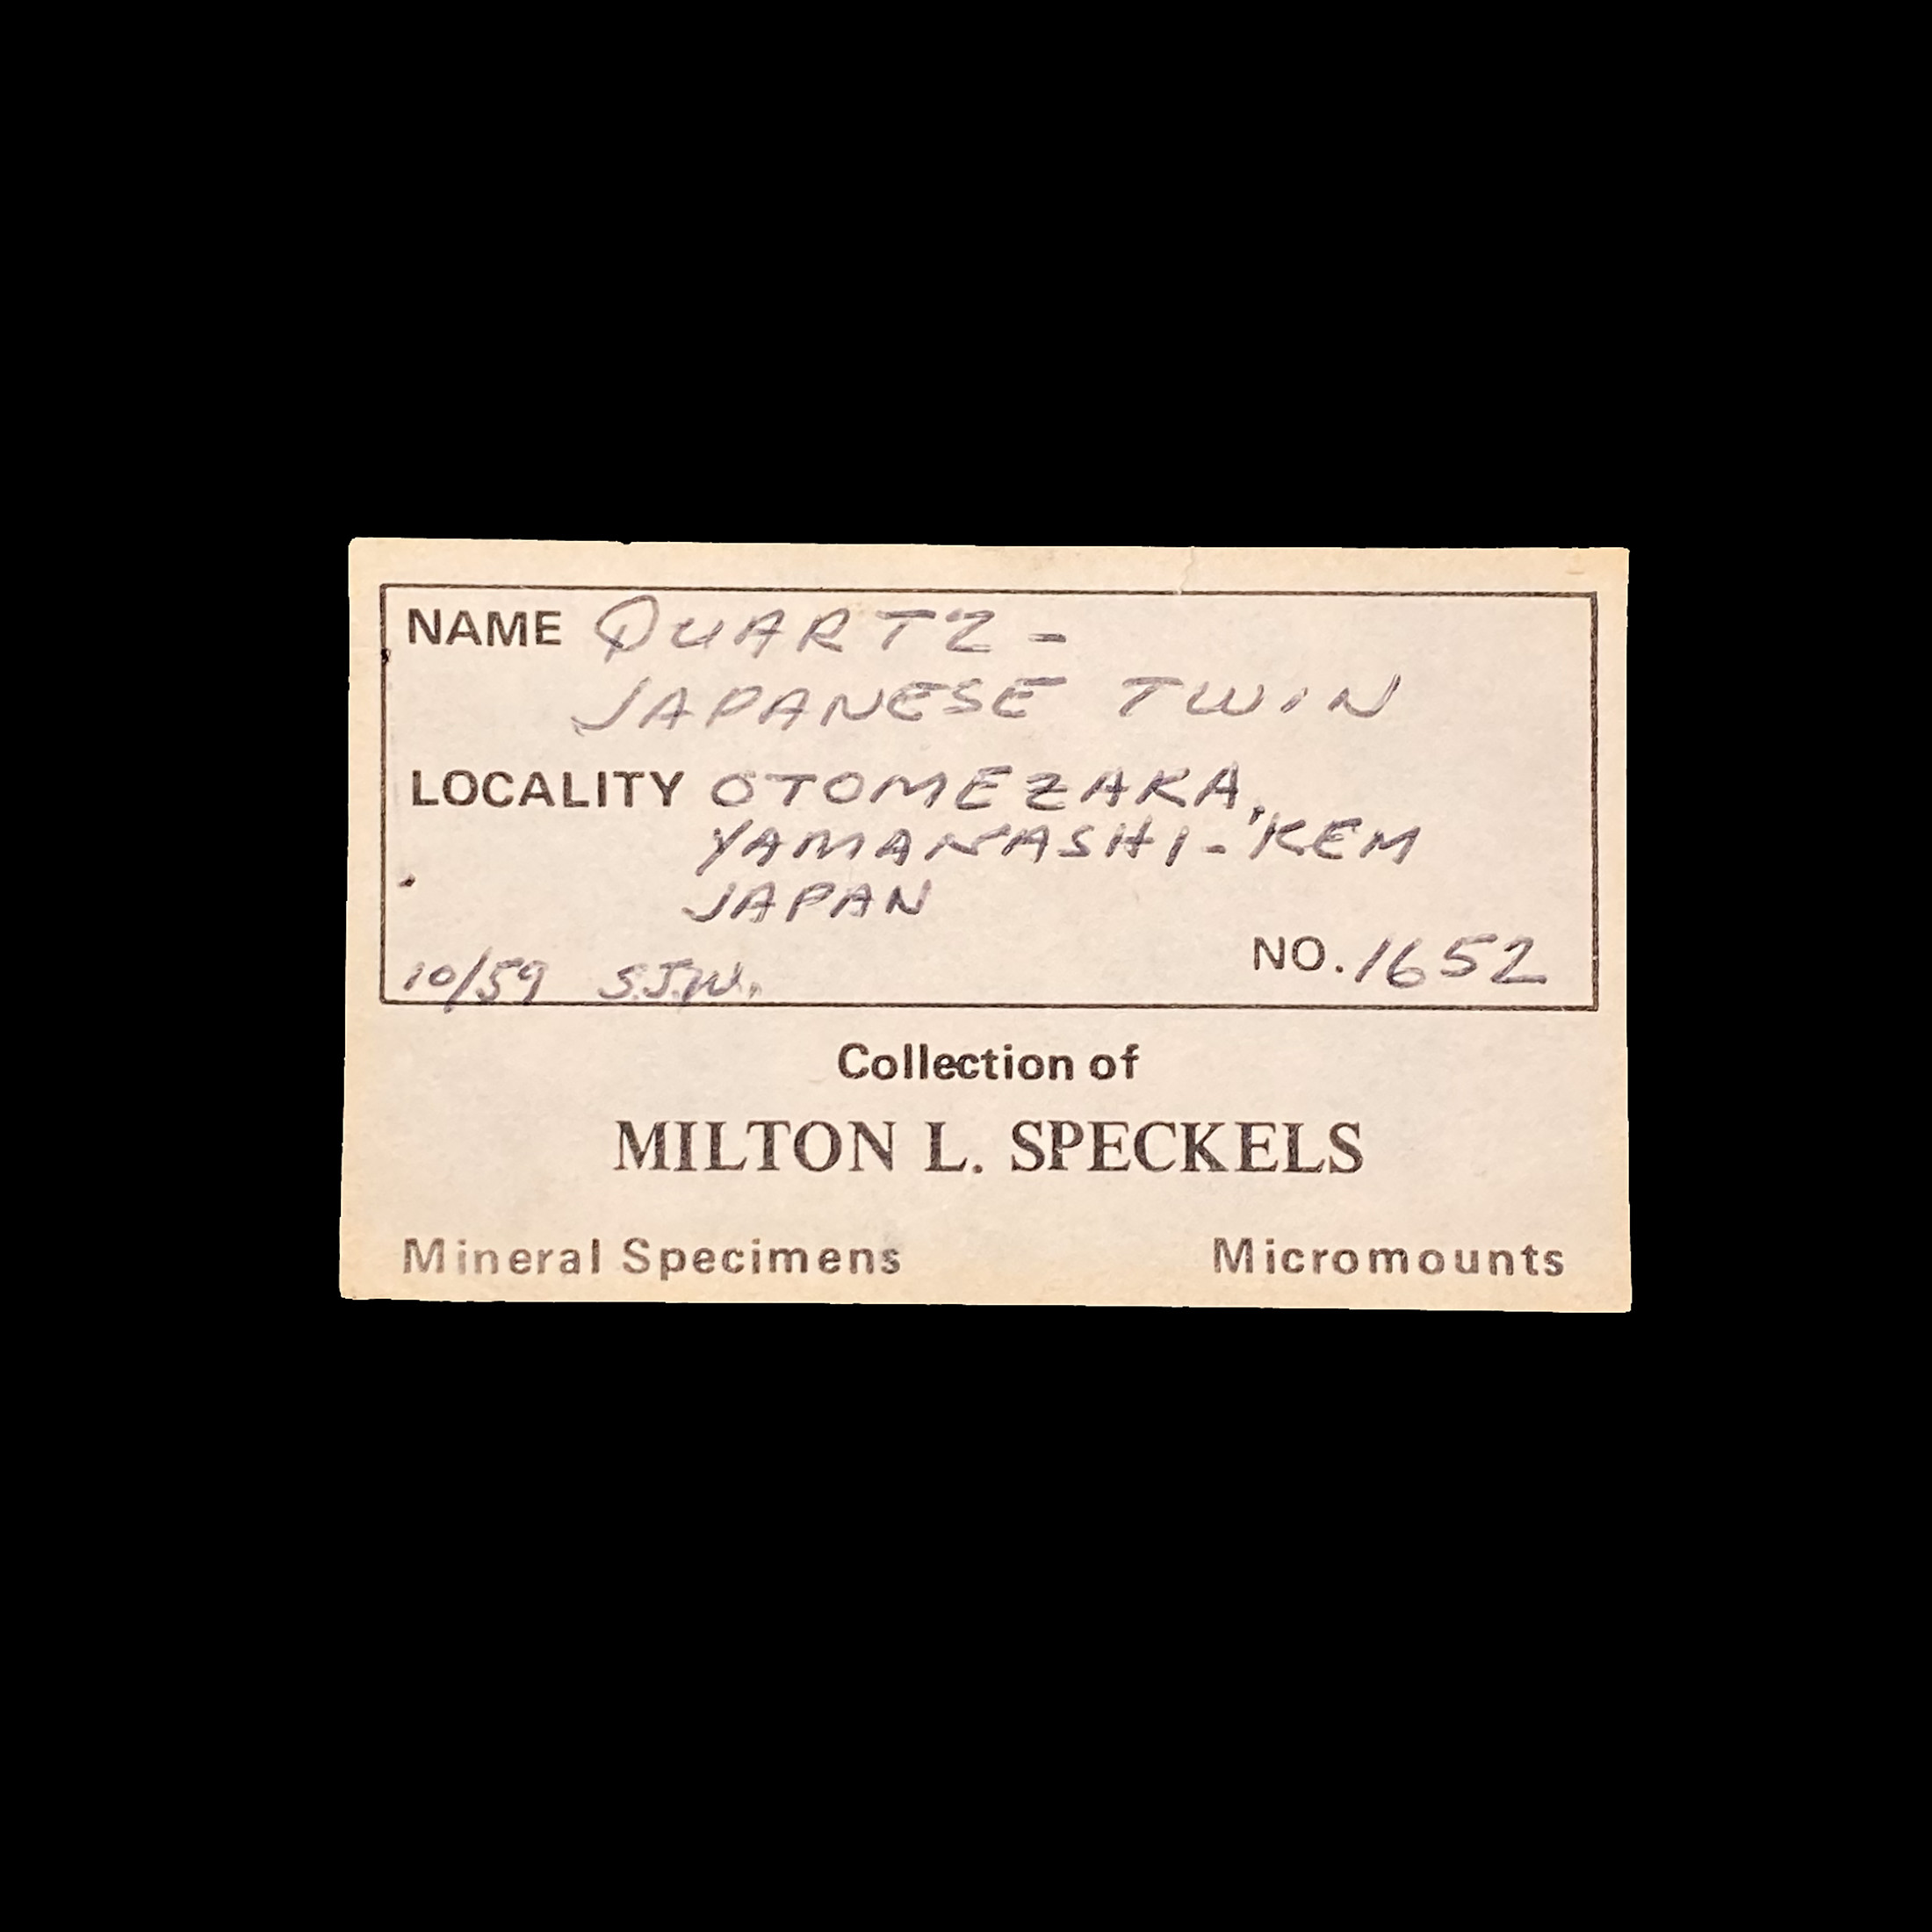 NAME QUARTZ -
JAPANESE TWIN
LOCALITY OTOMEZAKA,
YAMANASHI - KEM
JAPAN
NO. 1652
10/59 S.J.W.
Collection of
MILTON L. SPECKELS
Mineral Specimens Micromounts